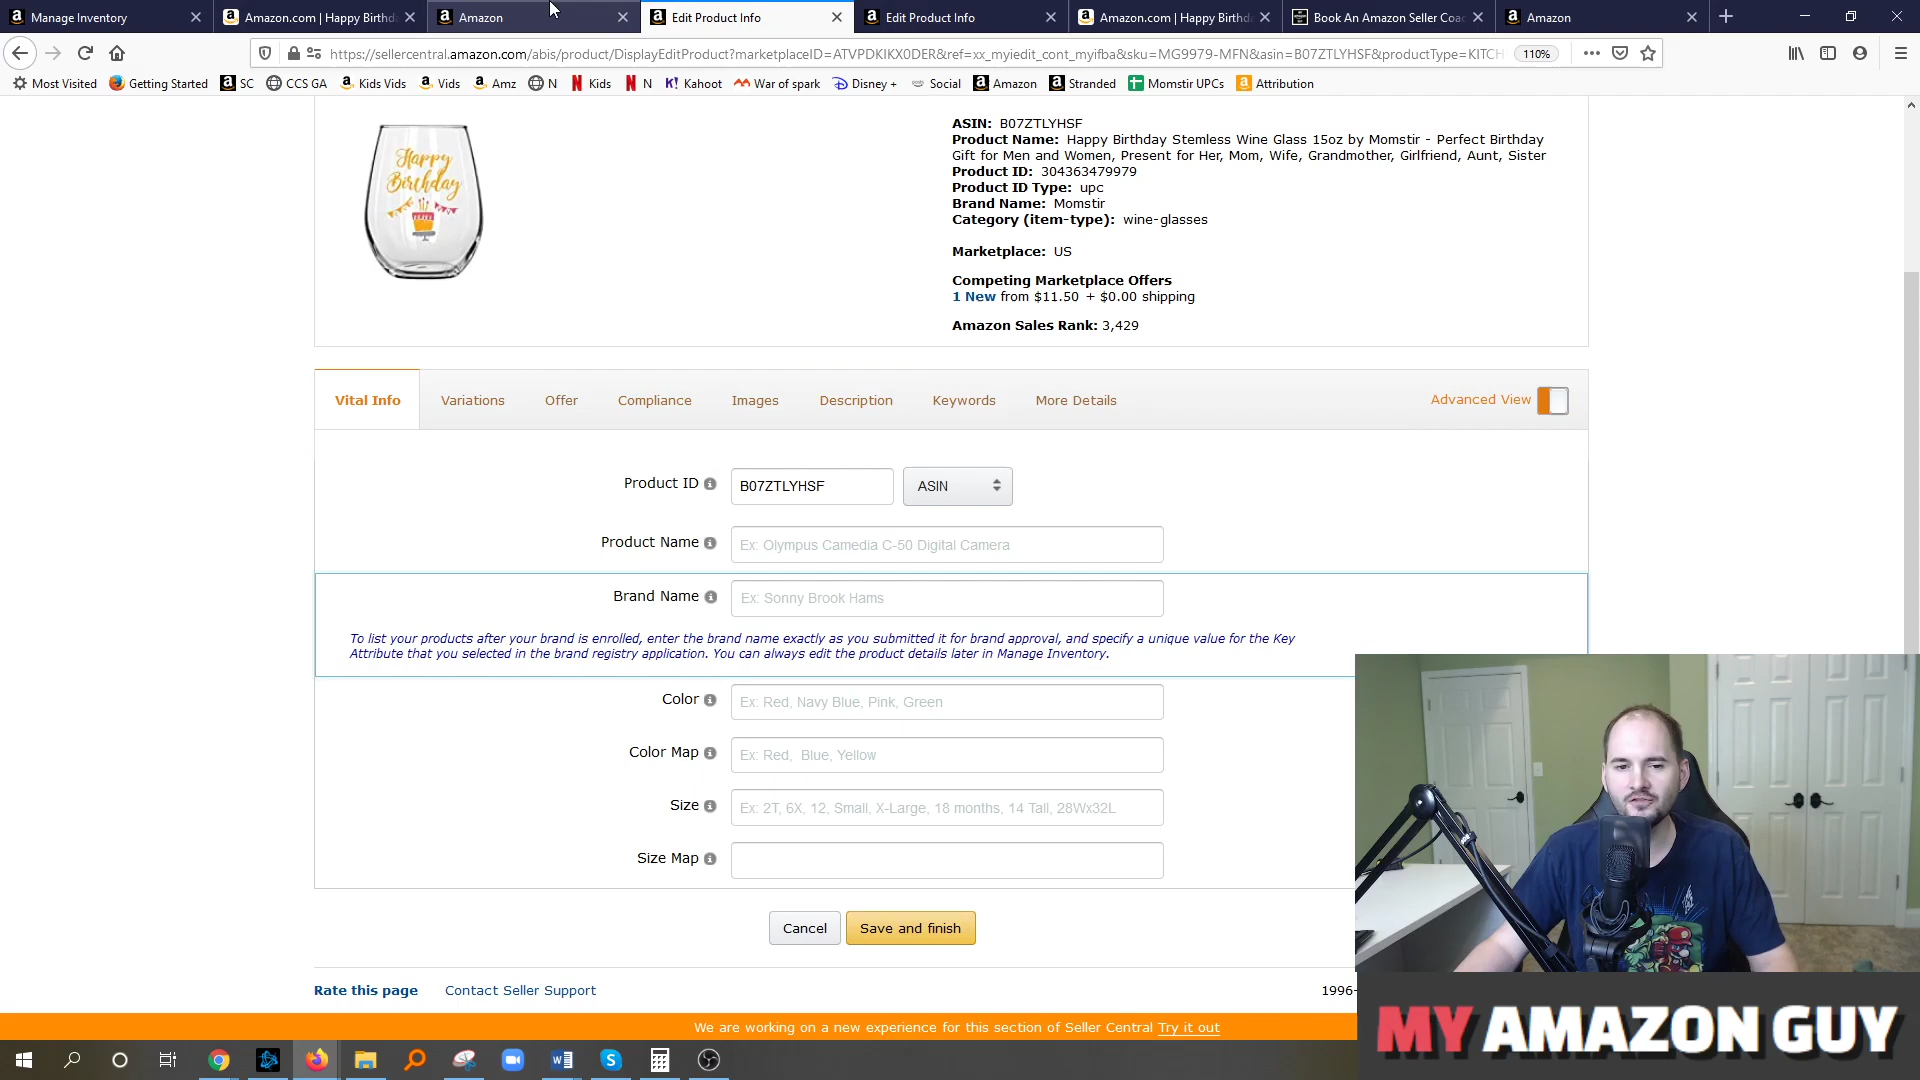 Manage Inventory
Amazon.com | Happy Birthd
Amazon
Edit Product Info
Edit Product Info
Amazon.com | Happy Birthd
Book An Amazon Seller Coac
Amazon
https://sellercentral.amazon.com/abis/product/DisplayEditProduct?marketplaceID=ATVPDKIKX0DER&ref=xx_myiedit_cont_myifba&sku=MG9979-MFN&asin=B07ZTLYHSF&productType=KITCH
110%
Most Visited
Getting Started
SC
CCS GA
Kids Vids
Vids
Amz
N
Kids
N
Kahoot
War of spark
Disney +
Social
Amazon
Stranded
Momstir UPCs
Attribution
Happy
Birthday
ASIN: B07ZTLYHSF
Product Name: Happy Birthday Stemless Wine Glass 15oz by Momstir - Perfect Birthday
Gift for Men and Women, Present for Her, Mom, Wife, Grandmother, Girlfriend, Aunt, Sister
Product ID: 304363479979
Product ID Type: upc
Brand Name: Momstir
Category (item-type): wine-glasses
Marketplace: US
Competing Marketplace Offers
1 New from $11.50 + $0.00 shipping
Amazon Sales Rank: 3,429
Vital Info
Variations
Offer
Compliance
Images
Description
Keywords
More Details
Advanced View
Product ID
B07ZTLYHSF
ASIN
Product Name
Ex: Olympus Camedia C-50 Digital Camera
Brand Name
Ex: Sonny Brook Hams
To list your products after your brand is enrolled, enter the brand name exactly as you submitted it for brand approval, and specify a unique value for the Key
Attribute that you selected in the brand registry application. You can always edit the product details later in Manage Inventory.
Color
Ex: Red, Navy Blue, Pink, Green
Color Map
Ex: Red, Blue, Yellow
Size
Ex: 2T, 6X, 12, Small, X-Large, 18 months, 14 Tall, 28Wx32L
Size Map
Cancel
Save and finish
Rate this page
Contact Seller Support
1996-
We are working on a new experience for this section of Seller Central Try it out
MY AMAZON GUY